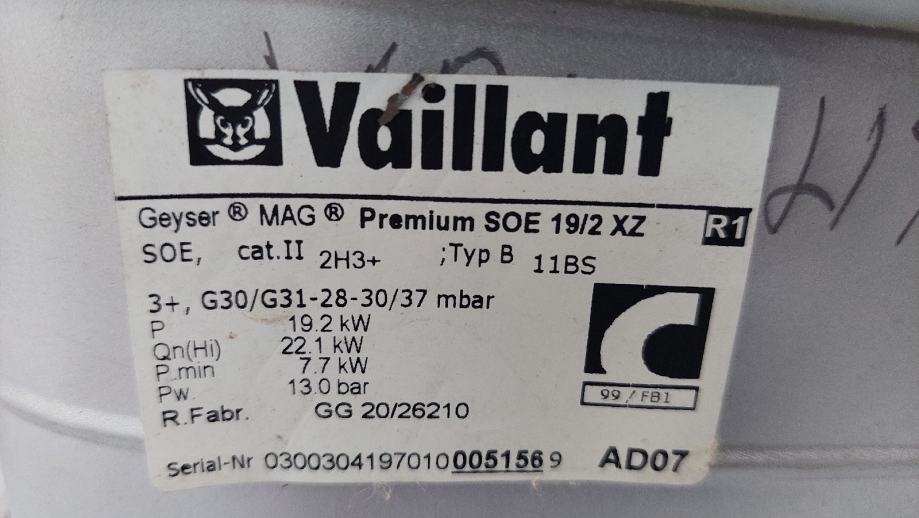 Vaillant
Geyser ® MAG ® Premium SOE 19/2 XZ R1
SOE, cat.II 2H3+ ;Typ B 11BS
3+, G30/G31-28-30/37 mbar
P 19.2 kW
Qn(Hi) 22.1 kW
P.min 7.7 kW
Pw. 13.0 bar
99 / FB1
R.Fabr. GG 20/26210
Serial-Nr 0300304197010005156 9 AD07